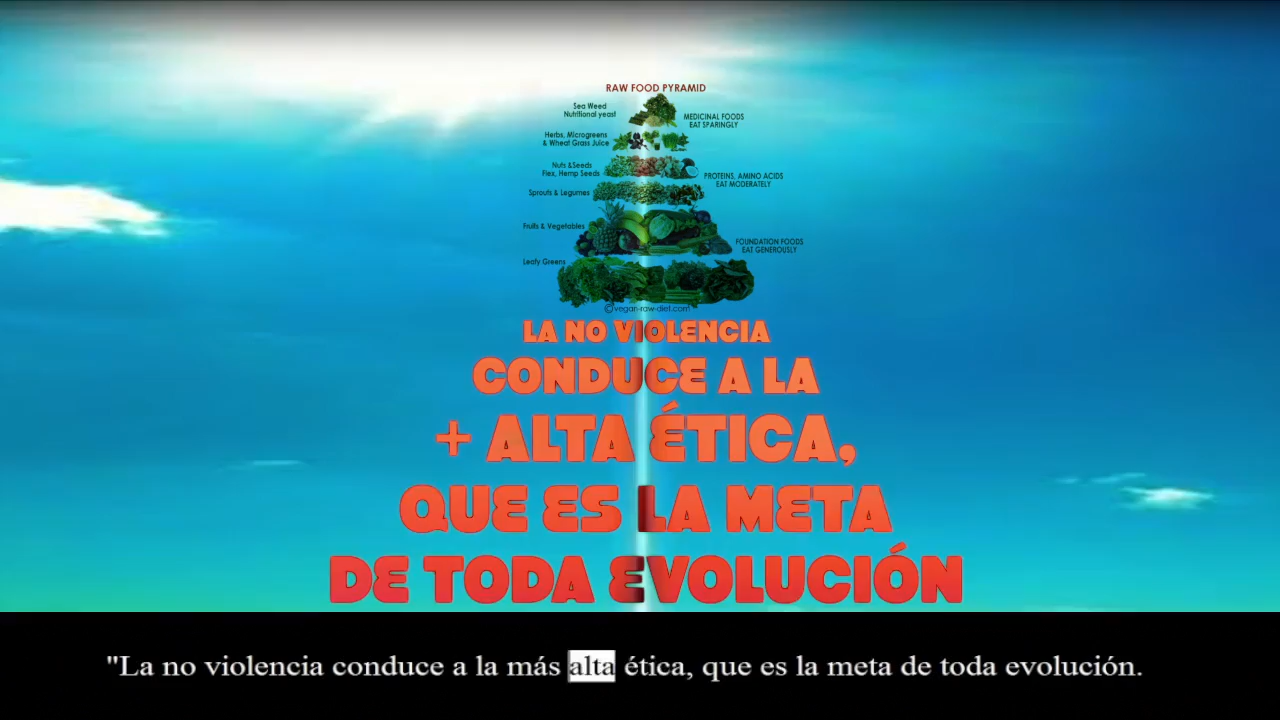 RAW FOOD PYRAMID
Sea Weed
Nutritional yeast
MEDICINAL FOODS
EAT SPARINGLY
Herbs, Microgreens
& Wheat Grass Juice
Nuts &Seeds
Flex, Hemp Seeds
PROTEINS, AMINO ACIDS
EAT MODERATELY
Sprouts & Legumes
Fruits & Vegetables
FOUNDATION FOODS
EAT GENEROUSLY
Leafy Greens
©vegan-raw-diet.com
LA NO VIOLENCIA
CONDUCE A LA
+ ALTA ÉTICA,
QUE ES LA META
DE TODA EVOLUCIÓN
"La no violencia conduce a la más alta ética, que es la meta de toda evolución.